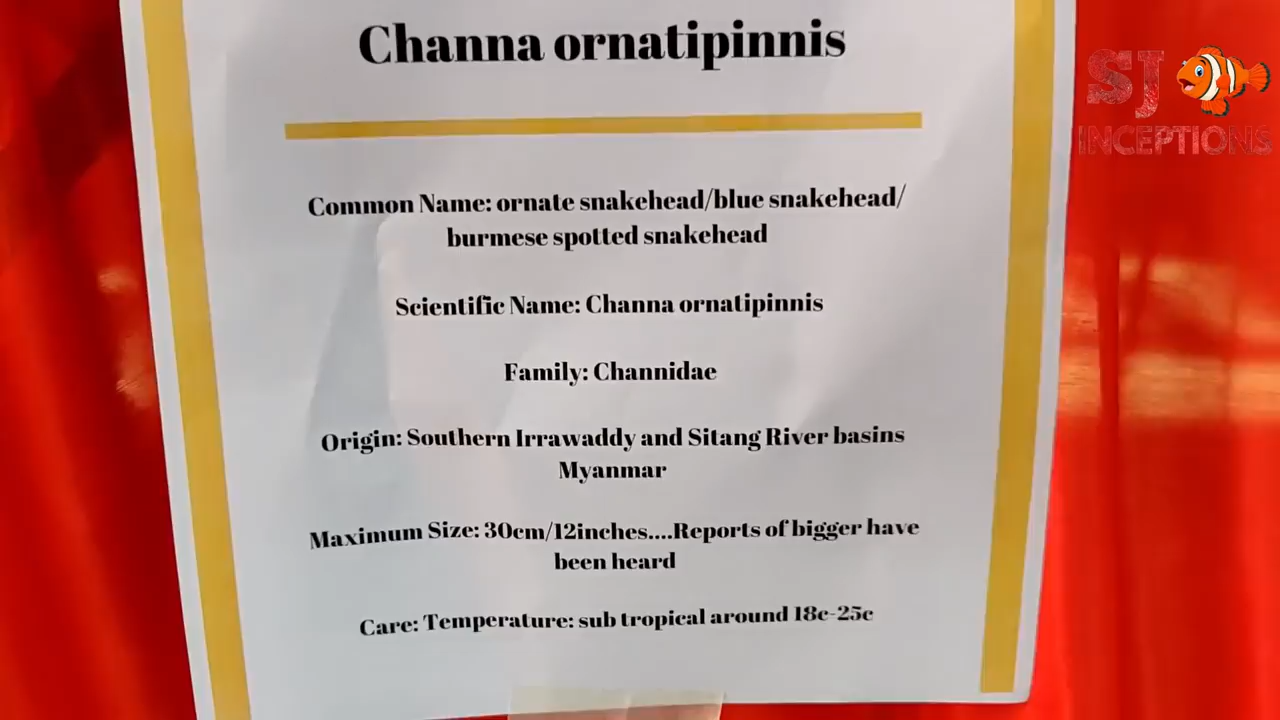 Channa ornatipinnis
SJ
INCEPTIONS
Common Name: ornate snakehead/blue snakehead/
burmese spotted snakehead
Scientific Name: Channa ornatipinnis
Family: Channidae
Origin: Southern Irrawaddy and Sitang River basins
Myanmar
Maximum Size: 30cm/12inches....Reports of bigger have
been heard
Care: Temperature: sub tropical around 18c-25c